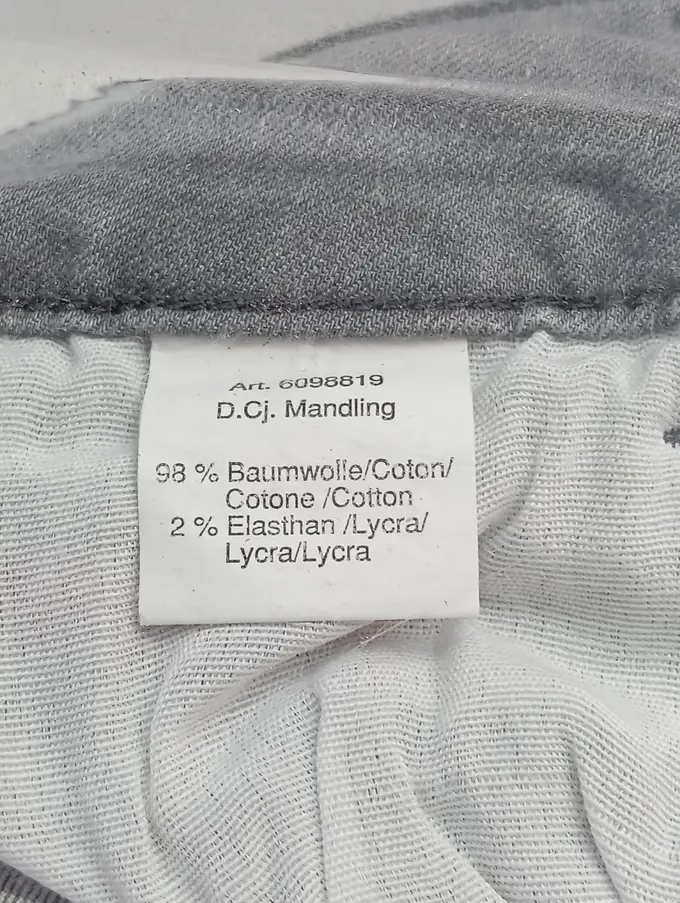 Art. 6098819
D.Cj. Mandling
98 % Baumwolle/Coton/
Cotone /Cotton
2 % Elasthan /Lycra/
Lycra/Lycra